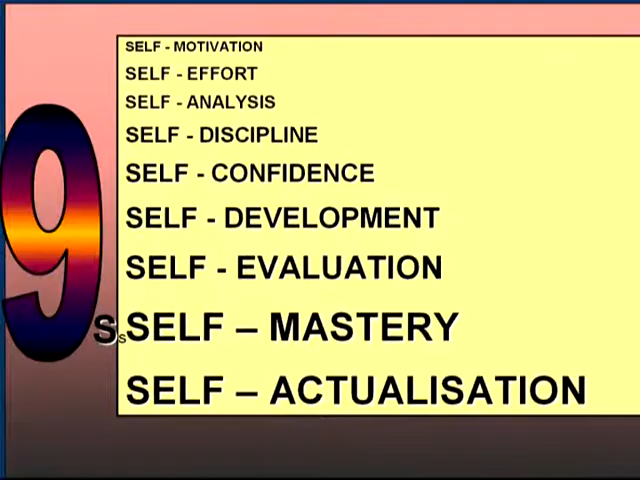 SELF - MOTIVATION
SELF - EFFORT
SELF - ANALYSIS
SELF - DISCIPLINE
SELF - CONFIDENCE
SELF - DEVELOPMENT
SELF - EVALUATION
9 S s SELF – MASTERY
SELF – ACTUALISATION